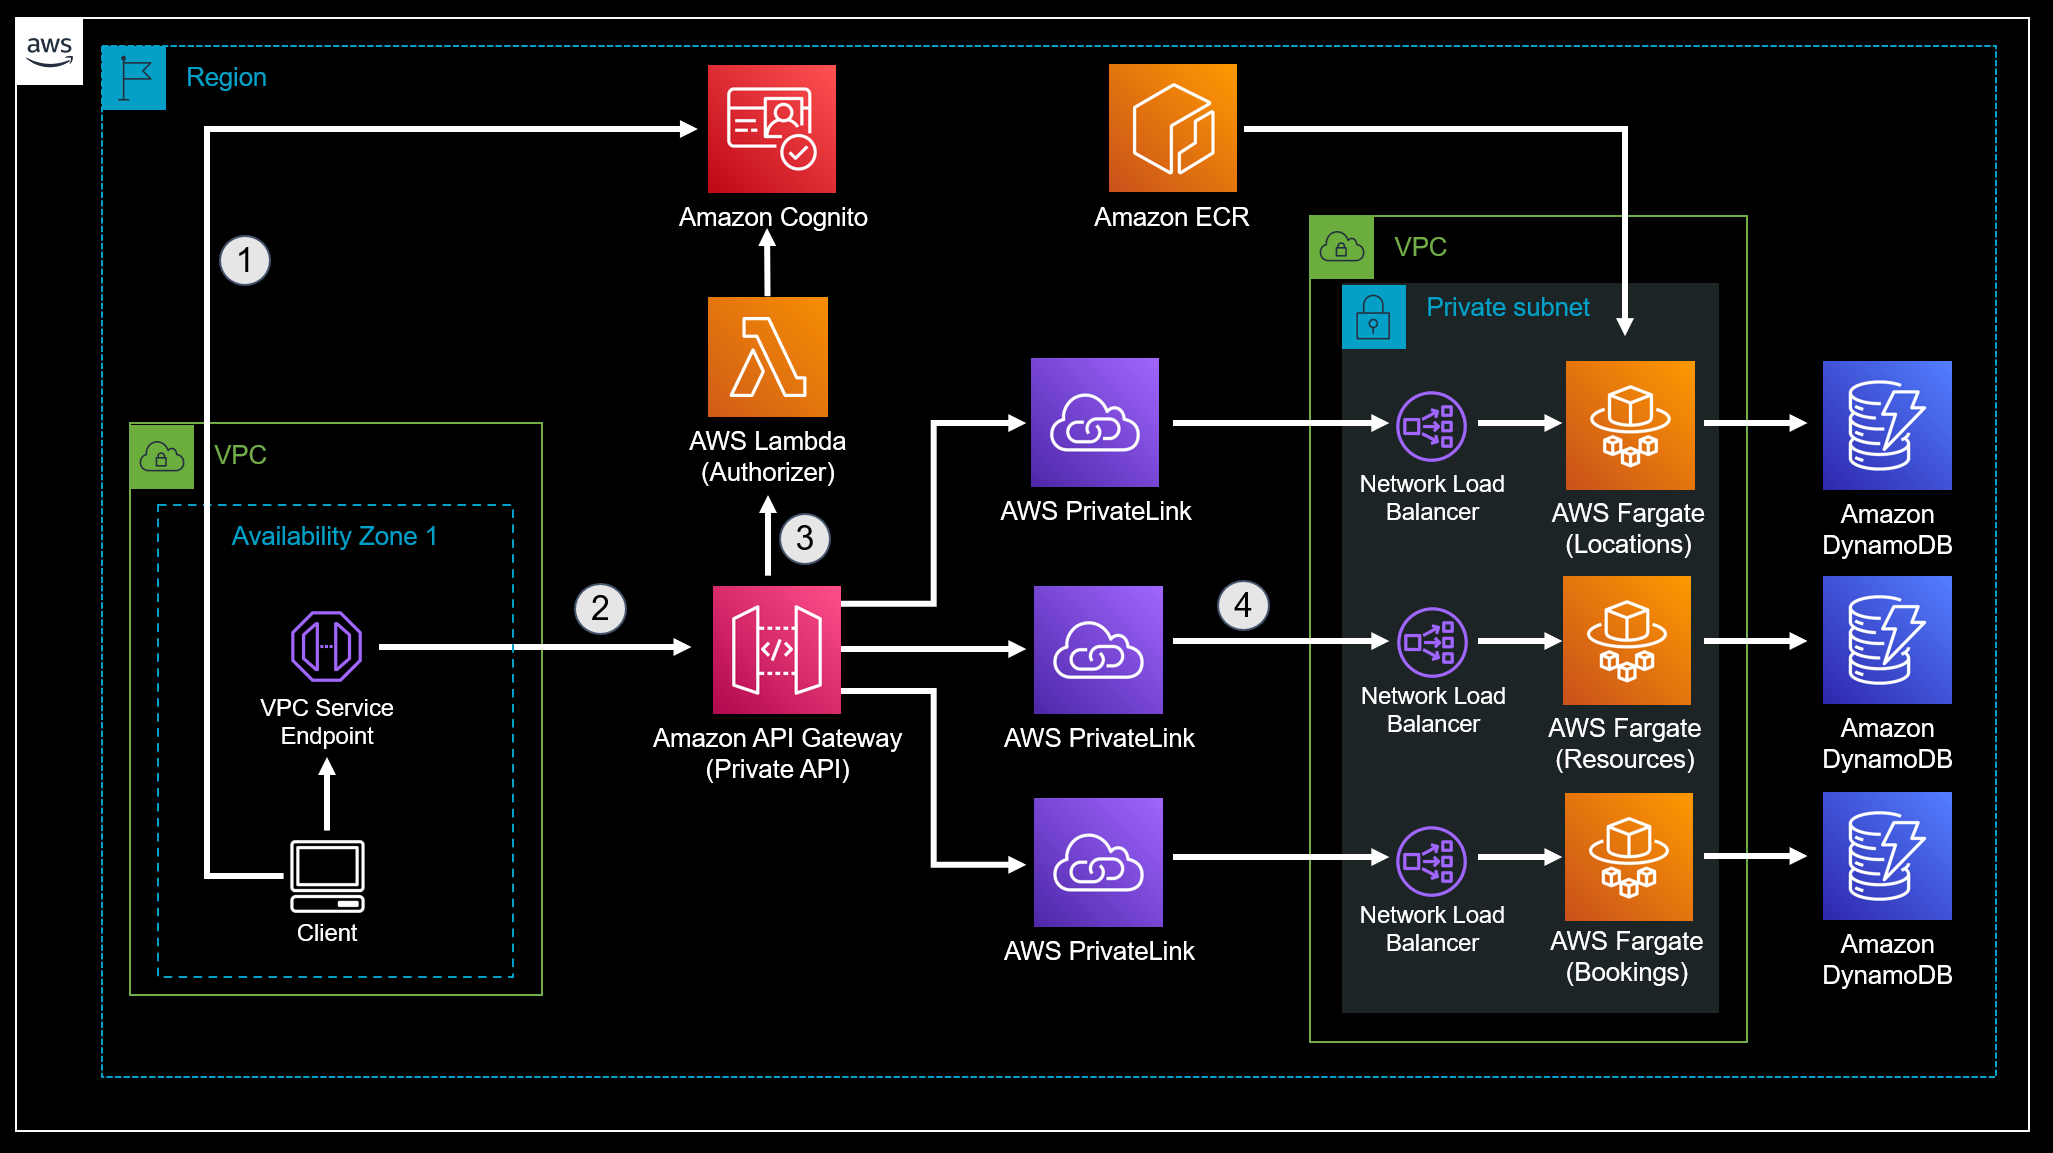 aws
Region
Amazon Cognito
Amazon ECR
1
VPC
Private subnet
AWS Lambda
(Authorizer)
VPC
Availability Zone 1
3
2
4
AWS PrivateLink
Network Load
Balancer
AWS Fargate
(Locations)
Amazon
DynamoDB
VPC Service
Endpoint
</>
Amazon API Gateway
(Private API)
AWS PrivateLink
Network Load
Balancer
AWS Fargate
(Resources)
Amazon
DynamoDB
Client
AWS PrivateLink
Network Load
Balancer
AWS Fargate
(Bookings)
Amazon
DynamoDB